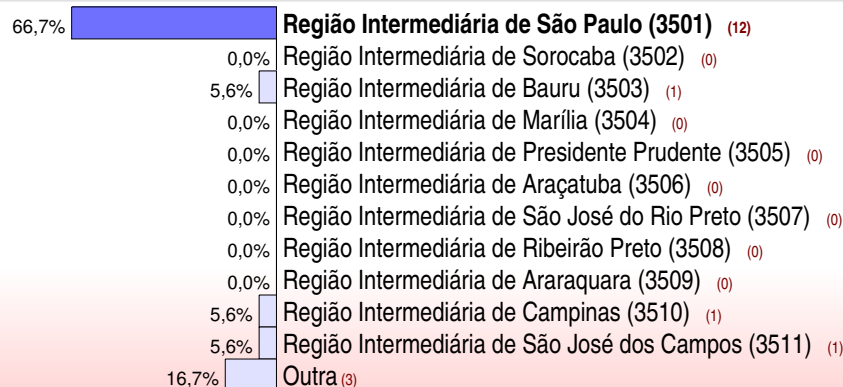 66,7% Região Intermediária de São Paulo (3501) (12)
0,0% Região Intermediária de Sorocaba (3502) (0)
5,6% Região Intermediária de Bauru (3503) (1)
0,0% Região Intermediária de Marília (3504) (0)
0,0% Região Intermediária de Presidente Prudente (3505) (0)
0,0% Região Intermediária de Araçatuba (3506) (0)
0,0% Região Intermediária de São José do Rio Preto (3507) (0)
0,0% Região Intermediária de Ribeirão Preto (3508) (0)
0,0% Região Intermediária de Araraquara (3509) (0)
5,6% Região Intermediária de Campinas (3510) (1)
5,6% Região Intermediária de São José dos Campos (3511) (1)
16,7% Outra (3)